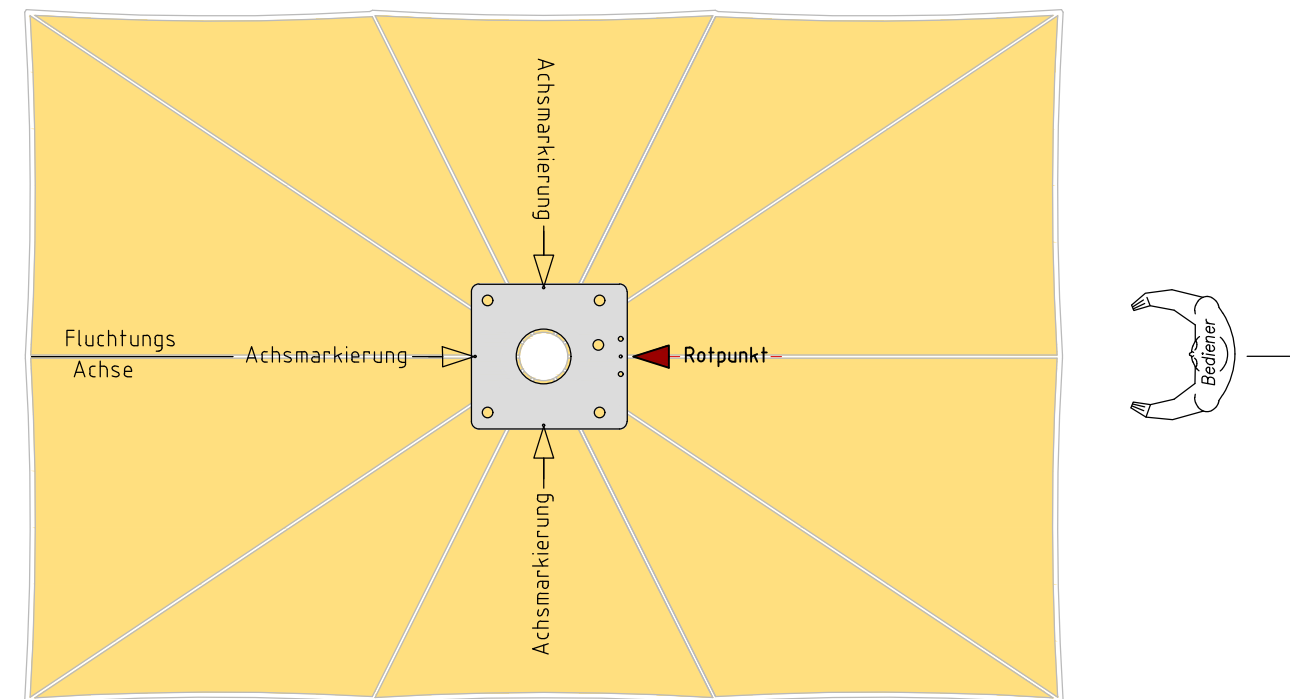 Achsmarkierung
Fluchtungs
Achse
Achsmarkierung
Rotpunkt
Bediener
Achsmarkierung